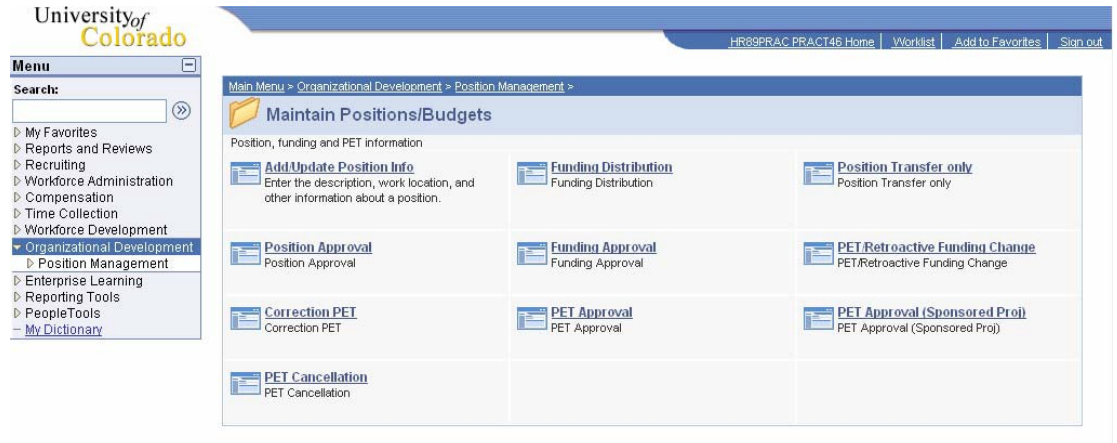 University of
Colorado
HR89PRAC PRACT46 Home | Worklist | Add to Favorites | Sign out
Menu
Search:
My Favorites
Reports and Reviews
Recruiting
Workforce Administration
Compensation
Time Collection
Workforce Development
Organizational Development
Position Management
Enterprise Learning
Reporting Tools
PeopleTools
My Dictionary
Main Menu > Organizational Development > Position Management >
Maintain Positions/Budgets
Position, funding and PET information
Add/Update Position Info
Enter the description, work location, and
other information about a position.
Funding Distribution
Funding Distribution
Position Transfer only
Position Transfer only
Position Approval
Position Approval
Funding Approval
Funding Approval
PET/Retroactive Funding Change
PET/Retroactive Funding Change
Correction PET
Correction PET
PET Approval
PET Approval
PET Approval (Sponsored Proj)
PET Approval (Sponsored Proj)
PET Cancellation
PET Cancellation